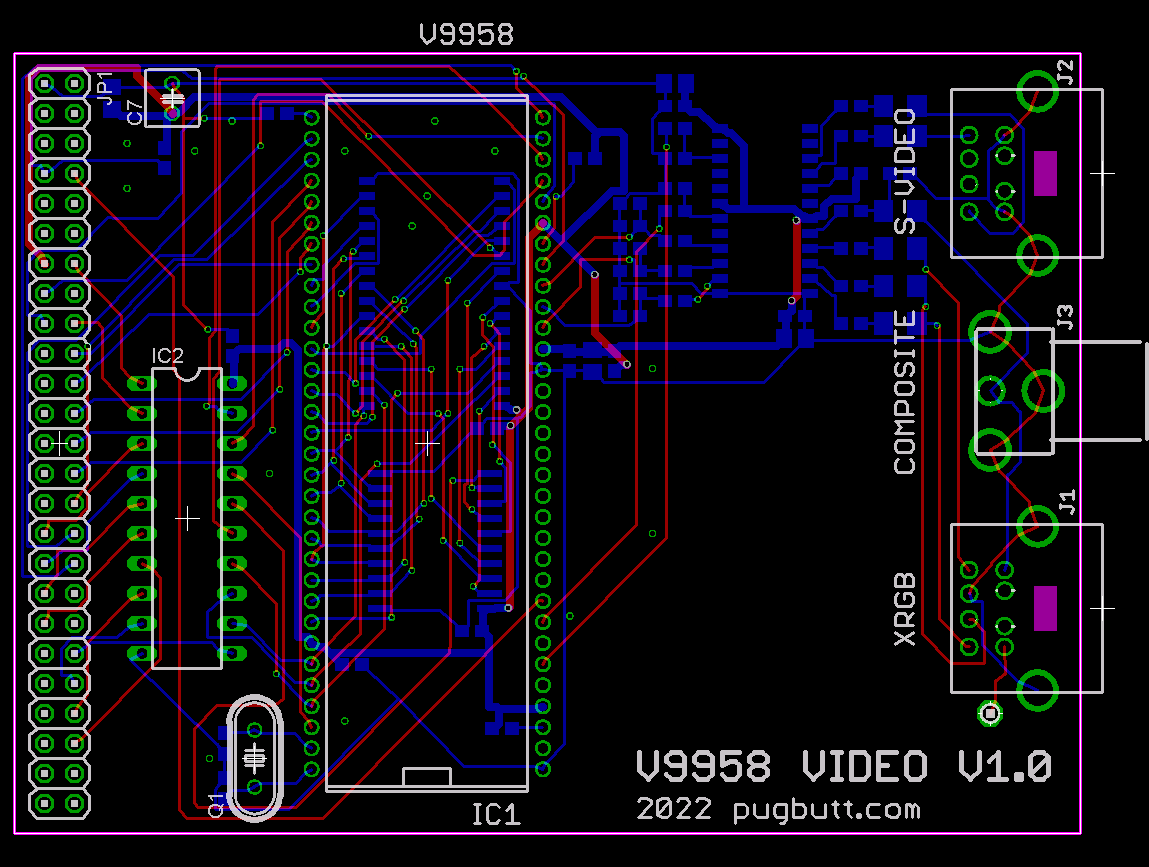 V9958
J2
JP1
C7
S-VIDEO
J3
IC2
COMPOSITE
J1
XRGB
V9958 VIDEO V1.0
Q1
IC1
2022 pugbutt.com